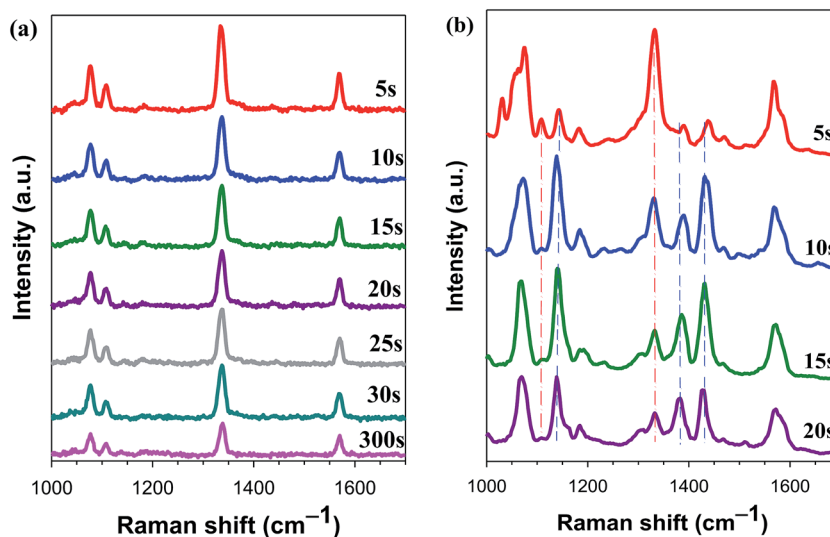 (a)
5s
10s
15s
20s
25s
30s
300s
Intensity (a.u.)
1000 1200 1400 1600
Raman shift (cm⁻¹)
(b)
5s
10s
15s
20s
Intensity (a.u.)
1000 1200 1400 1600
Raman shift (cm⁻¹)